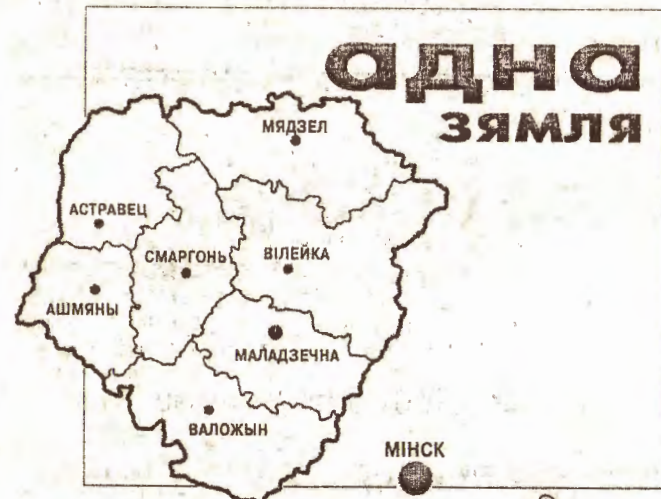 адна
зямля
МЯДЗЕЛ
АСТРАВЕЦ
СМАРГОНЬ
ВІЛЕЙКА
АШМЯНЫ
МАЛАДЗЕЧНА
ВАЛОЖЫН
МІНСК